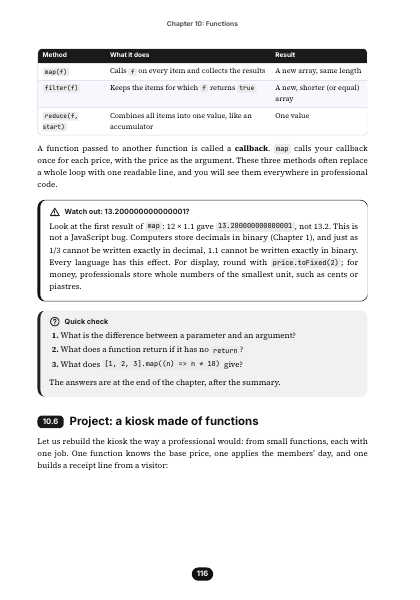 Chapter 10: Functions
Method What it does Result
map(f) Calls f on every item and collects the results A new array, same length
filter(f) Keeps the items for which f returns true A new, shorter (or equal)
array
reduce(f, Combines all items into one value, like an One value
start) accumulator
A function passed to another function is called a callback. map calls your callback
once for each price, with the price as the argument. These three methods often replace
a whole loop with one readable line, and you will see them everywhere in professional
code.
Watch out: 13.200000000000001?
Look at the first result of map: 12 × 1.1 gave 13.200000000000001, not 13.2. This is
not a JavaScript bug. Computers store decimals in binary (Chapter 1), and just as
1/3 cannot be written exactly in decimal, 1.1 cannot be written exactly in binary.
Every language has this effect. For display, round with price.toFixed(2); for
money, professionals store whole numbers of the smallest unit, such as cents or
piastres.
Quick check
1. What is the difference between a parameter and an argument?
2. What does a function return if it has no return?
3. What does [1, 2, 3].map((n) => n * 10) give?
The answers are at the end of the chapter, after the summary.
10.6 Project: a kiosk made of functions
Let us rebuild the kiosk the way a professional would: from small functions, each with
one job. One function knows the base price, one applies the members' day, and one
builds a receipt line from a visitor:
116